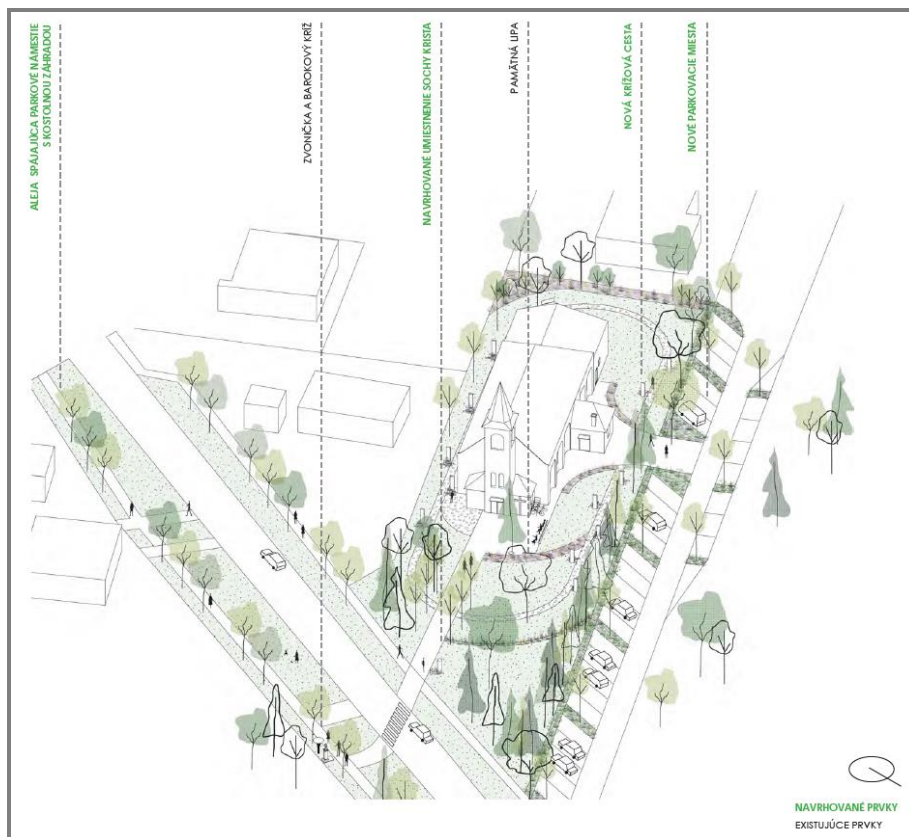 ALEJA SPÁJAJÚCA PARKOVÉ NÁMESTIE
S KOSTOLNOU ZÁHRADOU
ZVONIČKA A BAROKOVÝ KRÍŽ
NAVRHOVANÉ UMIESTNENIE SOCHY KRISTA
PAMÄTNÁ LIPA
NOVÁ KRÍŽOVÁ CESTA
NOVÉ PARKOVACIE MIESTA
NAVRHOVANÉ PRVKY
EXISTUJÚCE PRVKY